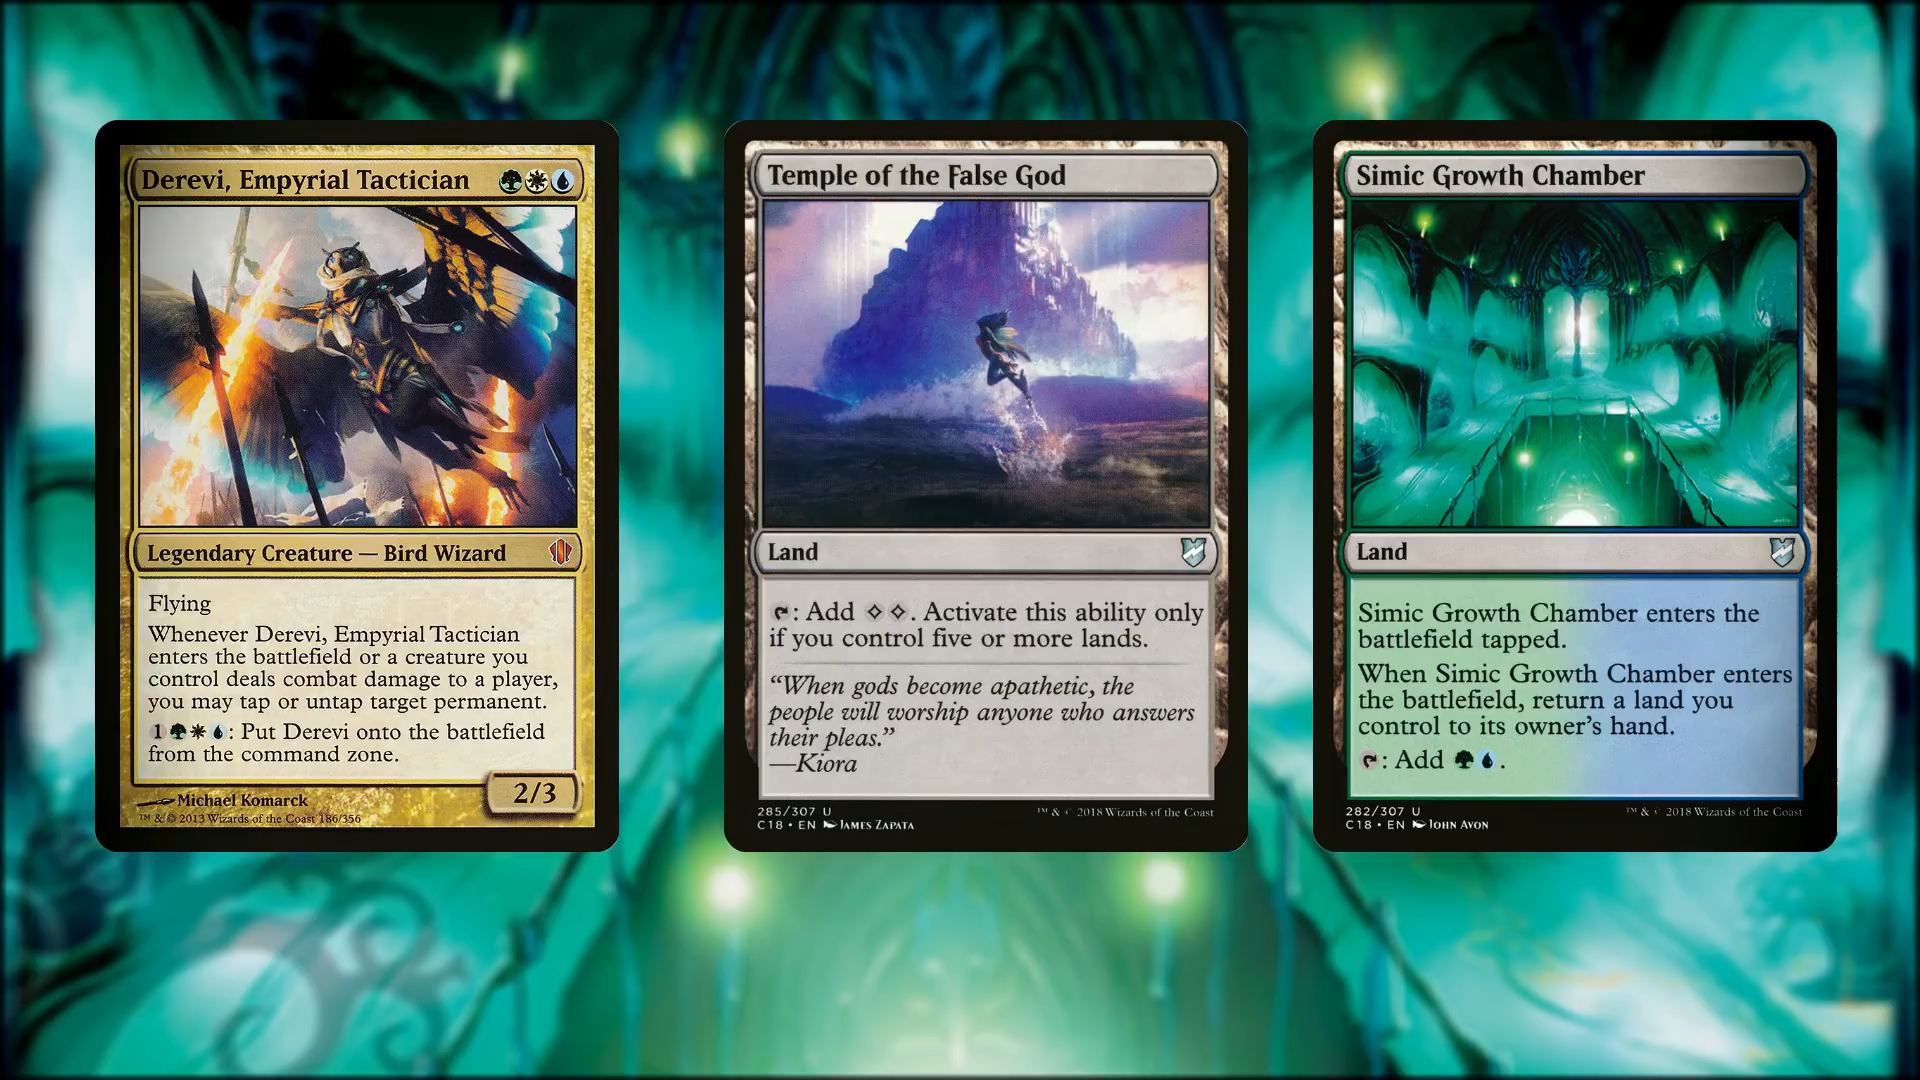 Derevi, Empyrial Tactician
Legendary Creature — Bird Wizard
Flying
Whenever Derevi, Empyrial Tactician
enters the battlefield or a creature you
control deals combat damage to a player,
you may tap or untap target permanent.
1: Put Derevi onto the battlefield
from the command zone.
2/3
Michael Komarck
™ & © 2013 Wizards of the Coast 186/356
Temple of the False God
Land
: Add . Activate this ability only
if you control five or more lands.
“When gods become apathetic, the
people will worship anyone who answers
their pleas.”
—Kiora
285/307 U
™ & © 2018 Wizards of the Coast
C18 • EN James Zapata
Simic Growth Chamber
Land
Simic Growth Chamber enters the
battlefield tapped.
When Simic Growth Chamber enters
the battlefield, return a land you
control to its owner’s hand.
: Add .
282/307 U
™ & © 2018 Wizards of the Coast
C18 • EN John Avon